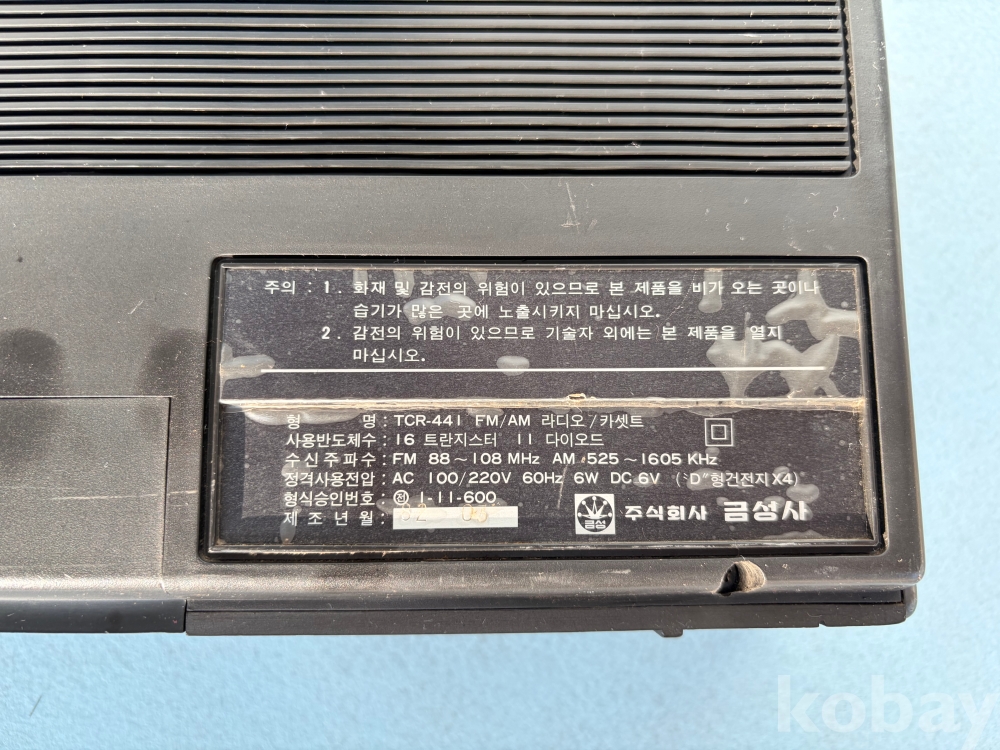 주의 : 1. 화재 및 감전의 위험이 있으므로 본 제품을 비가 오는 곳이나
습기가 많은 곳에 노출시키지 마십시오.
2. 감전의 위험이 있으므로 기술자 외에는 본 제품을 열지
마십시오.
형 명 : TCR-441 FM/AM 라디오/카셋트
사용반도체수 : 16 트란지스터 11 다이오드
수신주파수 : FM 88~108 MHz AM 525~1605 KHz
정격사용전압 : AC 100/220V 60Hz 6W DC 6V ("D"형건전지 X4)
형식승인번호 : 전 1-11-600
제조년월 :
금성 주식회사 금성사
kobay